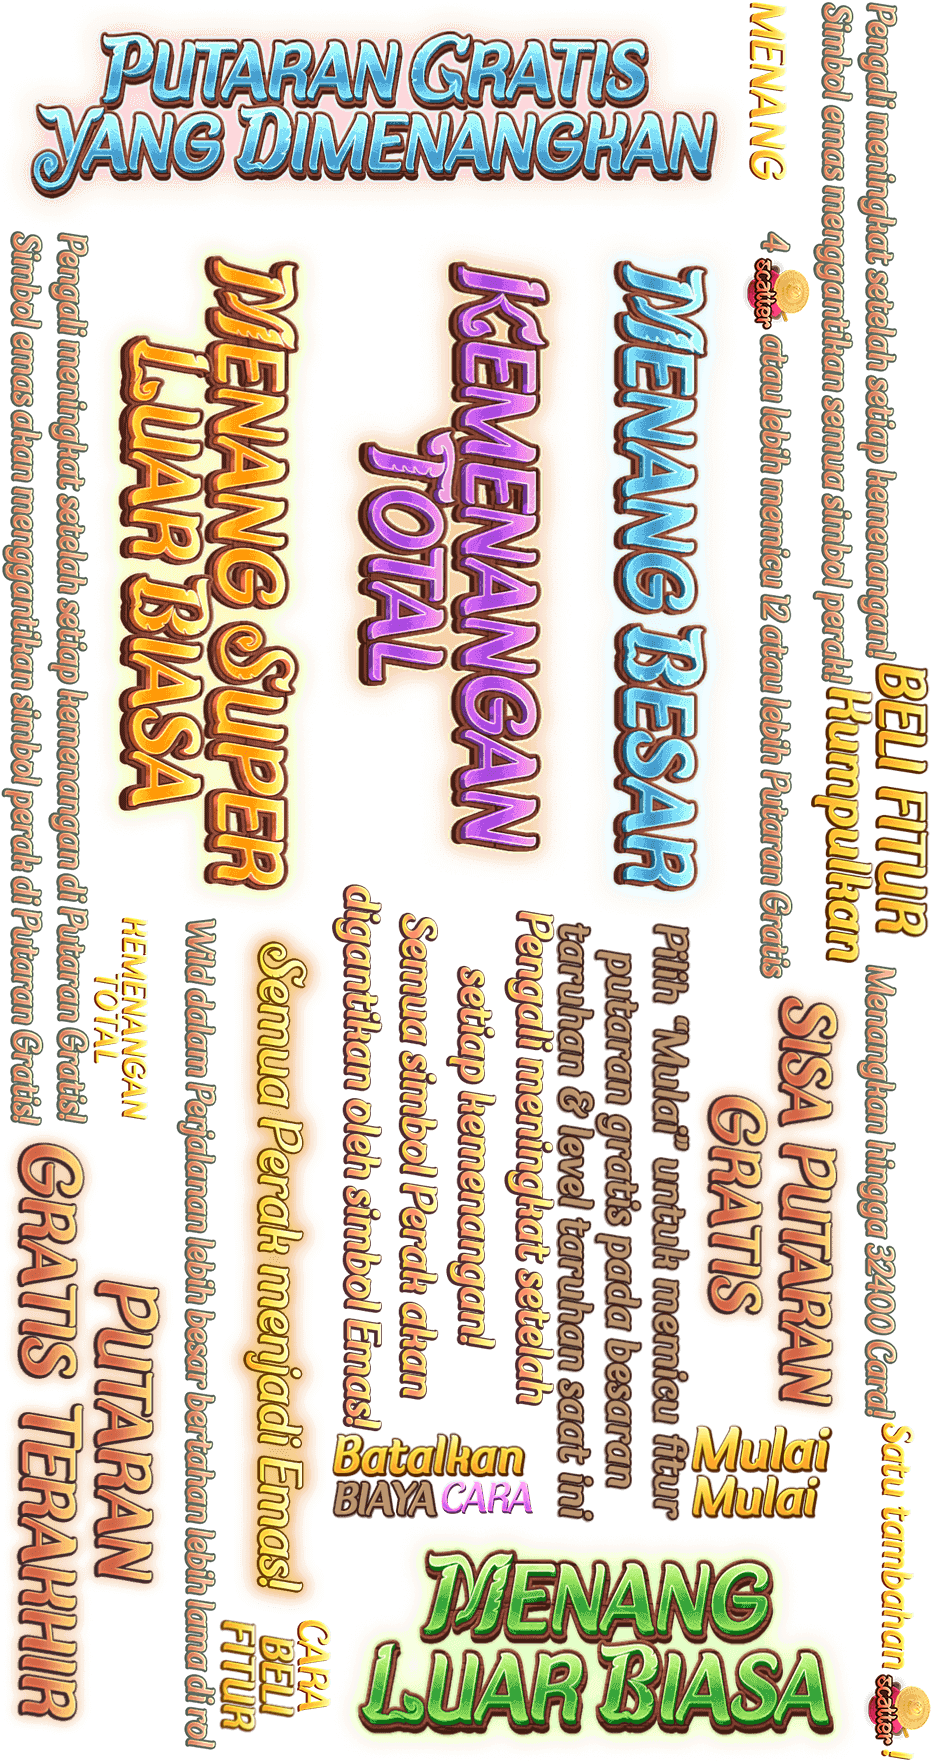 PUTARAN GRATIS
YANG DIMENANGKAN
MENANG
Pengali meningkat setelah setiap kemenangan!
Simbol emas menggantikan semua simbol perak!
4 scatter atau lebih memicu 12 atau lebih Putaran Gratis
MENANG BESAR
KEMENANGAN
TOTAL
MENANG SUPER
LUAR BIASA
Pengali meningkat setelah setiap kemenangan di Putaran Gratis!
Simbol emas akan menggantikan simbol perak di Putaran Gratis!
BELI FITUR
Kumpulkan
Menangkan hingga 32400 Cara!
SISA PUTARAN
GRATIS
Pilih "Mulai" untuk memicu fitur
putaran gratis pada besaran
taruhan & level taruhan saat ini
Pengali meningkat setelah
setiap kemenangan!
Semua simbol Perak akan
digantikan oleh simbol Emas!
Semua Perak menjadi Emas!
Wild dalam Perjalanan lebih besar bertahan lebih lama di rol
KEMENANGAN
TOTAL
PUTARAN
GRATIS TERAKHIR
Batalkan
BIAYA CARA
Mulai
Mulai
Satu tambahan scatter !
CARA
BELI
FITUR
MENANG
LUAR BIASA